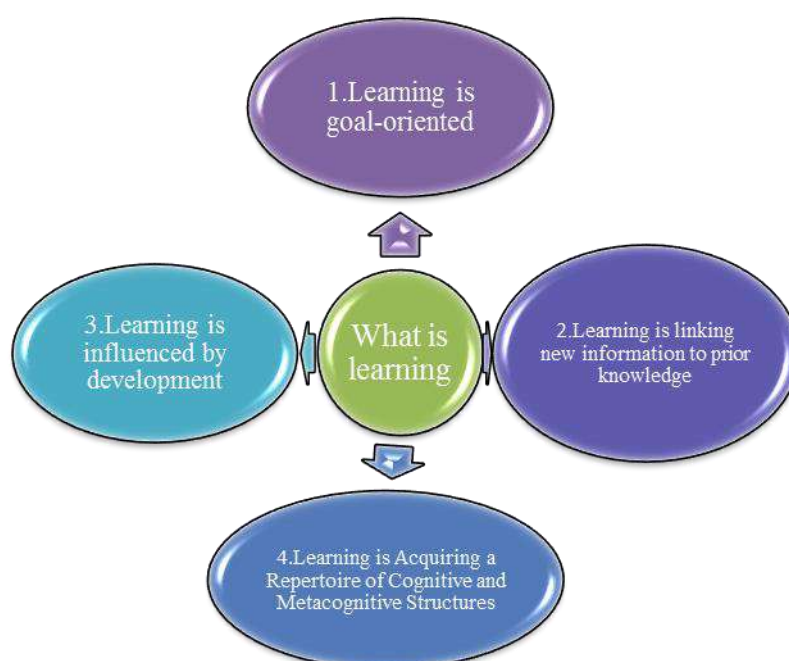 1.Learning is
goal-oriented
What is
learning
2.Learning is linking
new information to prior
knowledge
3.Learning is
influenced by
development
4.Learning is Acquiring a
Repertoire of Cognitive and
Metacognitive Structures